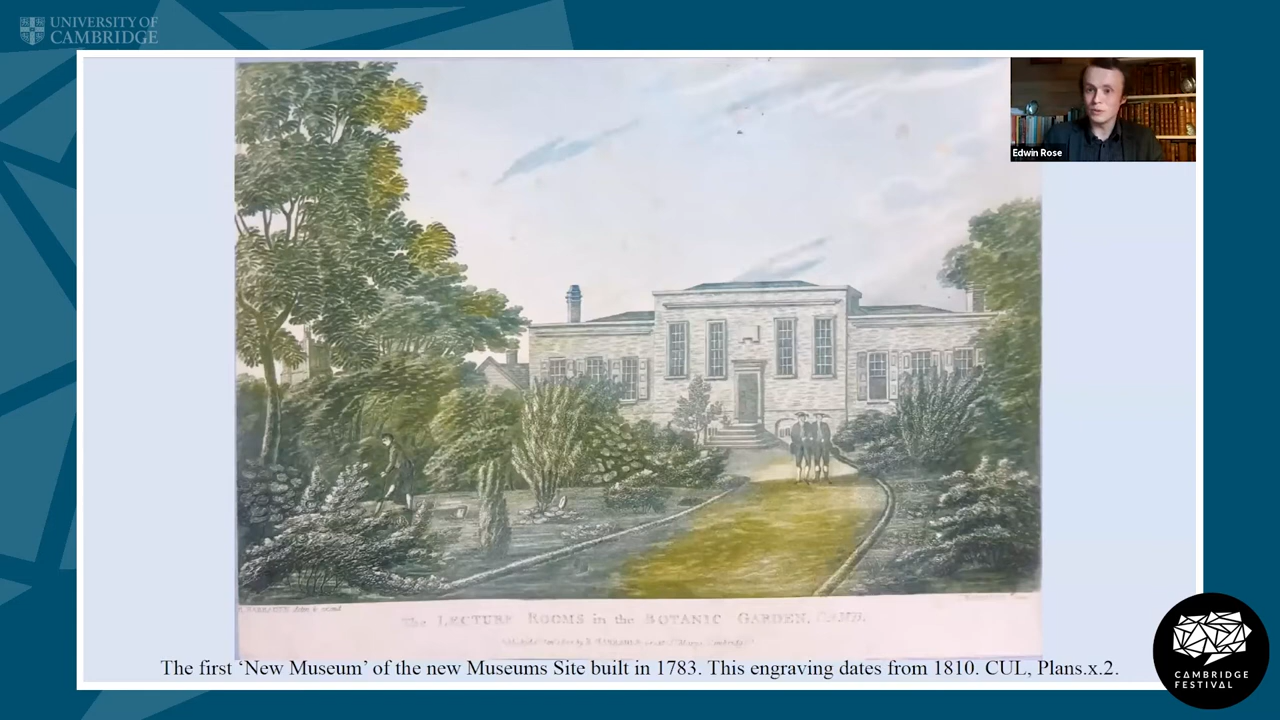 UNIVERSITY OF
CAMBRIDGE
Edwin Rose
The LECTURE ROOMS in the BOTANIC GARDEN,
The first ‘New Museum’ of the new Museums Site built in 1783. This engraving dates from 1810. CUL, Plans.x.2.
CAMBRIDGE
FESTIVAL